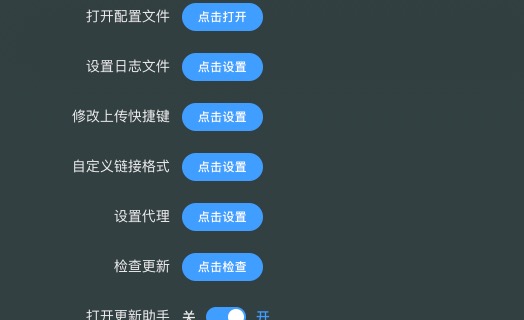 打开配置文件 点击打开
设置日志文件 点击设置
修改上传快捷键 点击设置
自定义链接格式 点击设置
设置代理 点击设置
检查更新 点击检查
打开更新助手 关 开